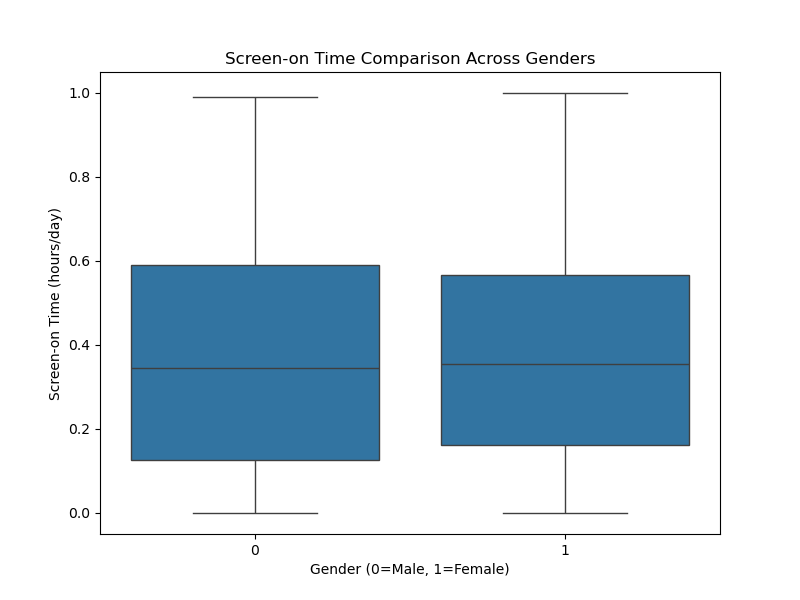 Screen-on Time Comparison Across Genders
1.0
0.8
0.6
0.4
0.2
0.0
Screen-on Time (hours/day)
0
1
Gender (0=Male, 1=Female)